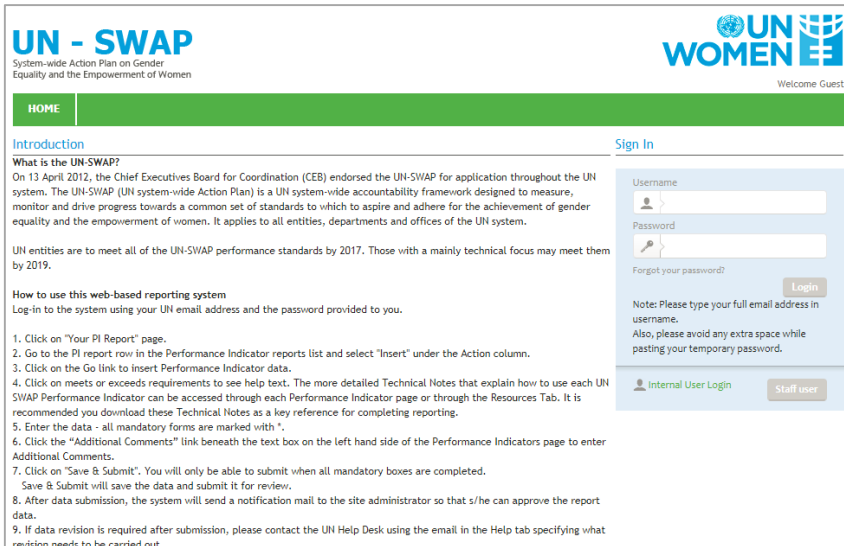 UN - SWAP
System-wide Action Plan on Gender
Equality and the Empowerment of Women
UN
WOMEN
Welcome Guest
HOME
Introduction
What is the UN-SWAP?
On 13 April 2012, the Chief Executives Board for Coordination (CEB) endorsed the UN-SWAP for application throughout the UN
system. The UN-SWAP (UN system-wide Action Plan) is a UN system-wide accountability framework designed to measure,
monitor and drive progress towards a common set of standards to which to aspire and adhere for the achievement of gender
equality and the empowerment of women. It applies to all entities, departments and offices of the UN system.
UN entities are to meet all of the UN-SWAP performance standards by 2017. Those with a mainly technical focus may meet them
by 2019.
How to use this web-based reporting system
Log-in to the system using your UN email address and the password provided to you.
1. Click on "Your PI Report" page.
2. Go to the PI report row in the Performance Indicator reports list and select "Insert" under the Action column.
3. Click on the Go link to insert Performance Indicator data.
4. Click on meets or exceeds requirements to see help text. The more detailed Technical Notes that explain how to use each UN
SWAP Performance Indicator can be accessed through each Performance Indicator page or through the Resources Tab. It is
recommended you download these Technical Notes as a key reference for completing reporting.
5. Enter the data - all mandatory forms are marked with *.
6. Click the “Additional Comments” link beneath the text box on the left hand side of the Performance Indicators page to enter
Additional Comments.
7. Click on "Save & Submit". You will only be able to submit when all mandatory boxes are completed.
Save & Submit will save the data and submit it for review.
8. After data submission, the system will send a notification mail to the site administrator so that s/he can approve the report
data.
9. If data revision is required after submission, please contact the UN Help Desk using the email in the Help tab specifying what
revision needs to be carried out
Sign In
Username
Password
Forgot your password?
Login
Note: Please type your full email address in
username.
Also, please avoid any extra space while
pasting your temporary password.
Internal User Login
Staff user